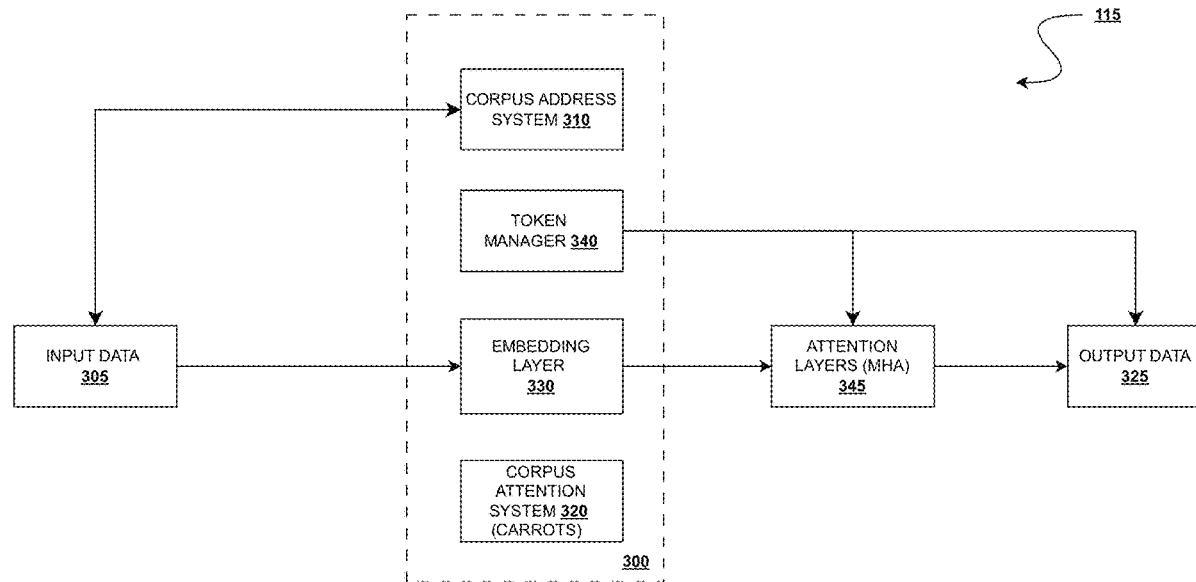 115
CORPUS ADDRESS
SYSTEM 310
TOKEN
MANAGER 340
INPUT DATA
305
EMBEDDING
LAYER
330
ATTENTION
LAYERS (MHA)
345
OUTPUT DATA
325
CORPUS
ATTENTION
SYSTEM 320
(CARROTS)
300